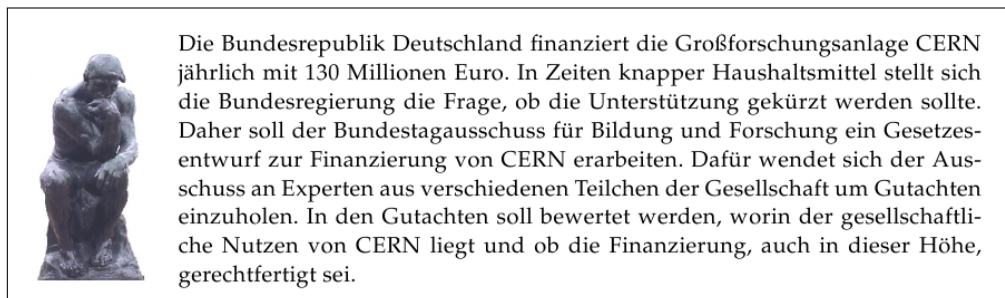 Die Bundesrepublik Deutschland finanziert die Großforschungsanlage CERN
jährlich mit 130 Millionen Euro. In Zeiten knapper Haushaltsmittel stellt sich
die Bundesregierung die Frage, ob die Unterstützung gekürzt werden sollte.
Daher soll der Bundestagausschuss für Bildung und Forschung ein Gesetzes-
entwurf zur Finanzierung von CERN erarbeiten. Dafür wendet sich der Aus-
schuss an Experten aus verschiedenen Teilchen der Gesellschaft um Gutachten
einzuholen. In den Gutachten soll bewertet werden, worin der gesellschaftli-
che Nutzen von CERN liegt und ob die Finanzierung, auch in dieser Höhe,
gerechtfertigt sei.